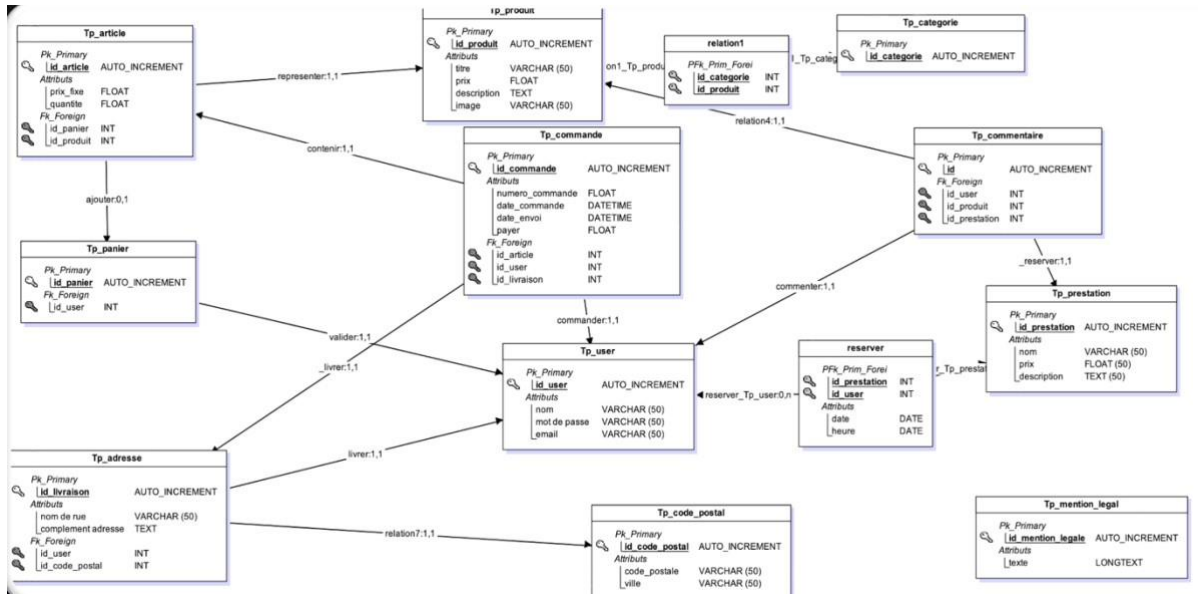 Tp_article
Pk_Primary
id_article AUTO_INCREMENT
Attributs
prix_fixe FLOAT
quantite FLOAT
Fk_Foreign
id_panier INT
id_produit INT
representer:1,1
Tp_produit
Pk_Primary
id_produit AUTO_INCREMENT
Attributs
titre VARCHAR (50)
prix FLOAT
description TEXT
image VARCHAR (50)
on1_Tp_produ
relation1
PFk_Prim_Forei
id_categorie INT
id_produit INT
Tp_categorie
Pk_Primary
id_categorie AUTO_INCREMENT
relation4:1,1
contenir:1,1
Tp_commande
Pk_Primary
id_commande AUTO_INCREMENT
Attributs
numero_commande FLOAT
date_commande DATETIME
date_envoi DATETIME
payer FLOAT
Fk_Foreign
id_article INT
id_user INT
id_livraison INT
Tp_commentaire
Pk_Primary
id AUTO_INCREMENT
Fk_Foreign
id_user INT
id_produit INT
id_prestation INT
ajouter:0,1
Tp_panier
Pk_Primary
id_panier AUTO_INCREMENT
Fk_Foreign
id_user INT
_reserver:1,1
commenter:1,1
Tp_prestation
Pk_Primary
id_prestation AUTO_INCREMENT
Attributs
nom VARCHAR (50)
prix FLOAT (50)
description TEXT (50)
commander:1,1
valider:1,1
_livrer:1,1
Tp_user
Pk_Primary
id_user AUTO_INCREMENT
Attributs
nom VARCHAR (50)
mot de passe VARCHAR (50)
email VARCHAR (50)
reserver_Tp_user:0,n
reserver
PFk_Prim_Forei
id_prestation INT
id_user INT
Attributs
date DATE
heure DATE
r_Tp_prestat
livrer:1,1
Tp_adresse
Pk_Primary
id_livraison AUTO_INCREMENT
Attributs
nom de rue VARCHAR (50)
complement adresse TEXT
Fk_Foreign
id_user INT
id_code_postal INT
relation7:1,1
Tp_code_postal
Pk_Primary
id_code_postal AUTO_INCREMENT
Attributs
code_postale VARCHAR (50)
ville VARCHAR (50)
Tp_mention_legal
Pk_Primary
id_mention_legale AUTO_INCREMENT
Attributs
texte LONGTEXT